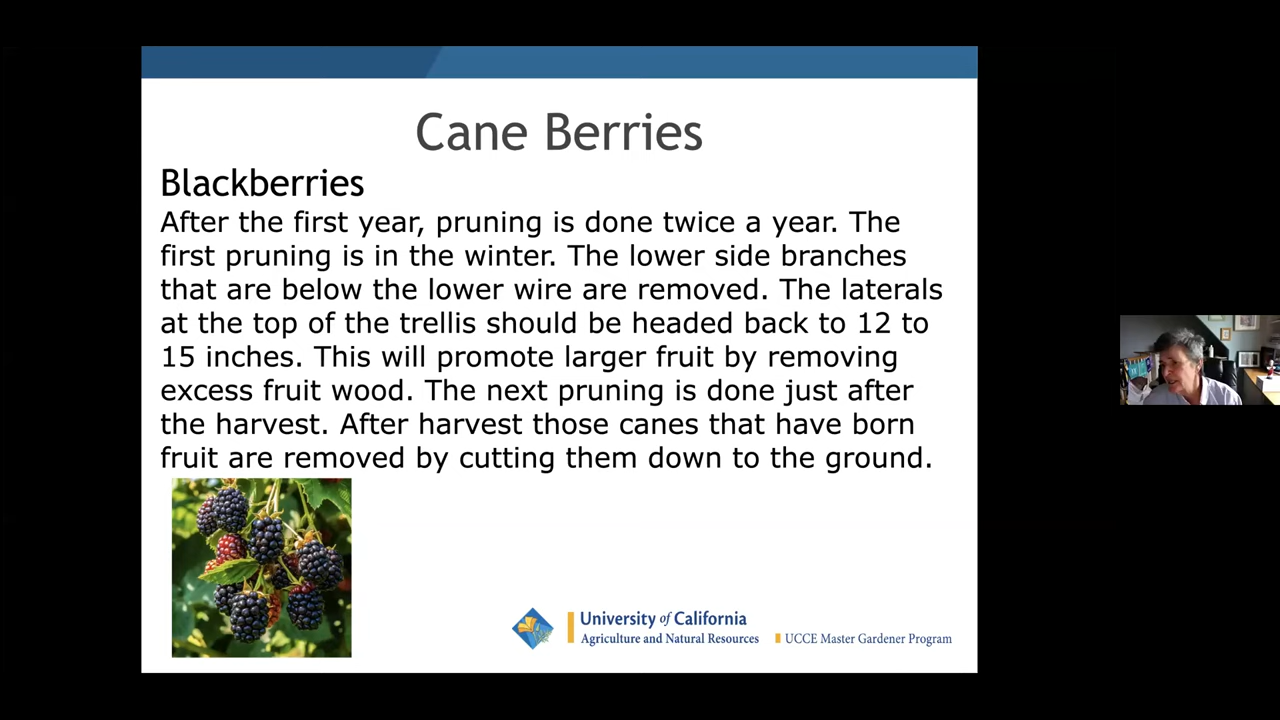 Cane Berries
Blackberries
After the first year, pruning is done twice a year. The
first pruning is in the winter. The lower side branches
that are below the lower wire are removed. The laterals
at the top of the trellis should be headed back to 12 to
15 inches. This will promote larger fruit by removing
excess fruit wood. The next pruning is done just after
the harvest. After harvest those canes that have born
fruit are removed by cutting them down to the ground.
University of California
Agriculture and Natural Resources UCCE Master Gardener Program